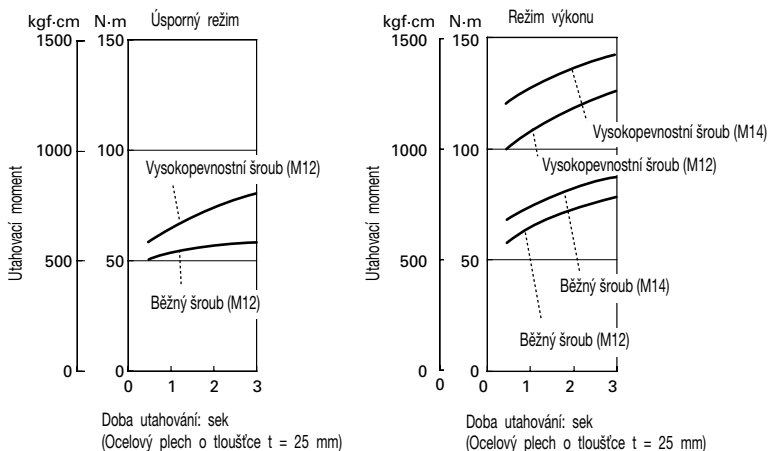 kgf·cm N·m Úsporný režim
1500 150
1000 100
Vysokopevnostní šroub (M12)
Utahovací moment
500 50
Běžný šroub (M12)
0 0
0 1 2 3
Doba utahování: sek
(Ocelový plech o tloušťce t = 25 mm)
kgf·cm N·m Režim výkonu
1500 150
Vysokopevnostní šroub (M14)
1000 100
Vysokopevnostní šroub (M12)
Utahovací moment
500 50
Běžný šroub (M14)
Běžný šroub (M12)
0 0
0 0 1 2 3
Doba utahování: sek
(Ocelový plech o tloušťce t = 25 mm)